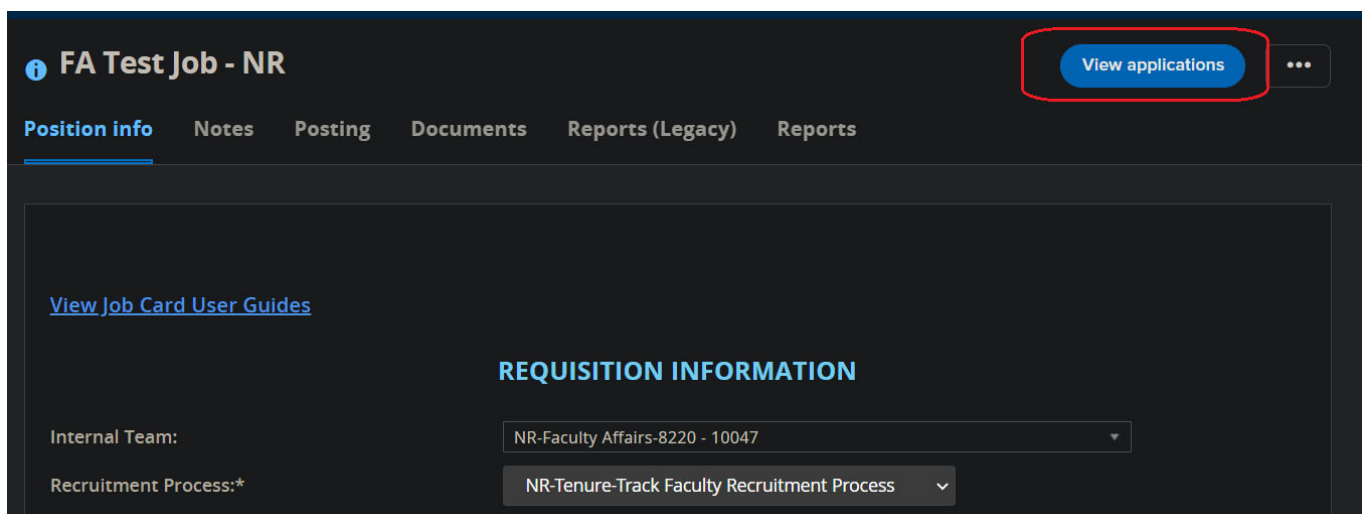 FA Test Job - NR
View applications
Position info Notes Posting Documents Reports (Legacy) Reports
View Job Card User Guides
REQUISITION INFORMATION
Internal Team: NR-Faculty Affairs-8220 - 10047
Recruitment Process:* NR-Tenure-Track Faculty Recruitment Process